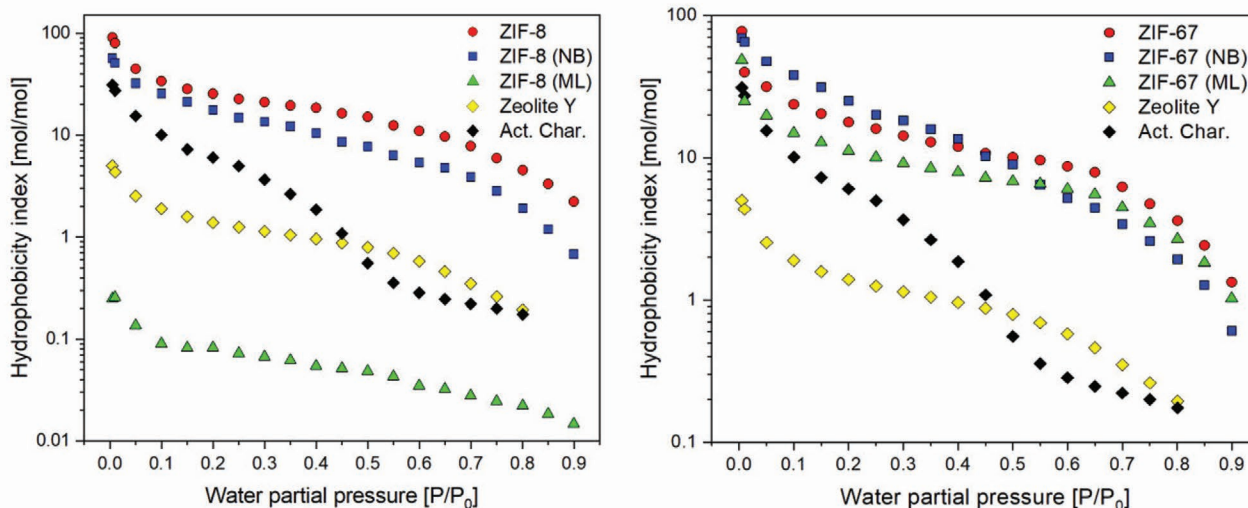 Hydrophobicity index [mol/mol]
100
10
1
0.1
0.01
ZIF-8
ZIF-8 (NB)
ZIF-8 (ML)
Zeolite Y
Act. Char.
0.0 0.1 0.2 0.3 0.4 0.5 0.6 0.7 0.8 0.9
Water partial pressure [P/P₀]
Hydrophobicity index [mol/mol]
100
10
1
0.1
ZIF-67
ZIF-67 (NB)
ZIF-67 (ML)
Zeolite Y
Act. Char.
0.0 0.1 0.2 0.3 0.4 0.5 0.6 0.7 0.8 0.9
Water partial pressure [P/P₀]